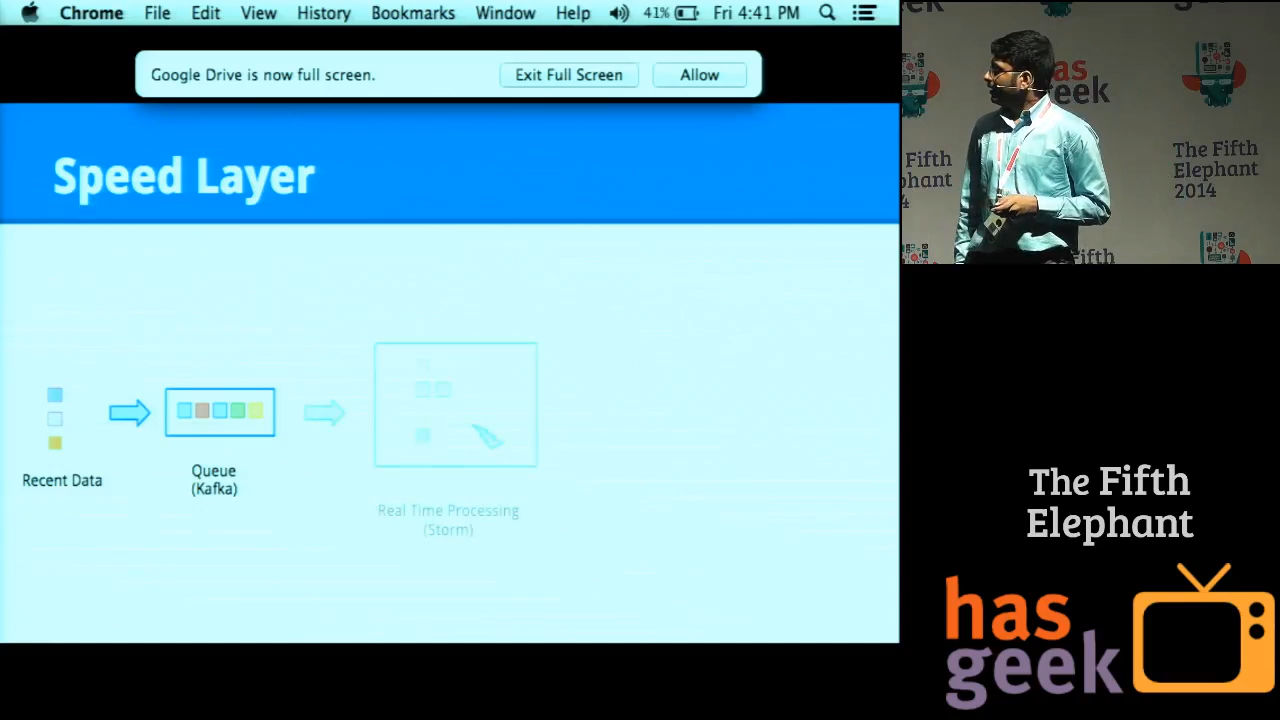 Chrome File Edit View History Bookmarks Window Help 41% Fri 4:41 PM
Google Drive is now full screen. Exit Full Screen Allow
Speed Layer
Recent Data
Queue
(Kafka)
Real Time Processing
(Storm)
has
geek
The Fifth
Elephant
2014
Fifth
phant
The Fifth
Elephant
has
geek